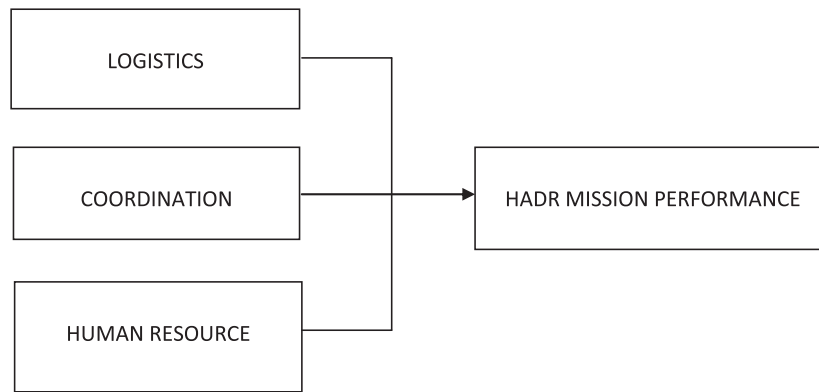 LOGISTICS
COORDINATION
HADR MISSION PERFORMANCE
HUMAN RESOURCE